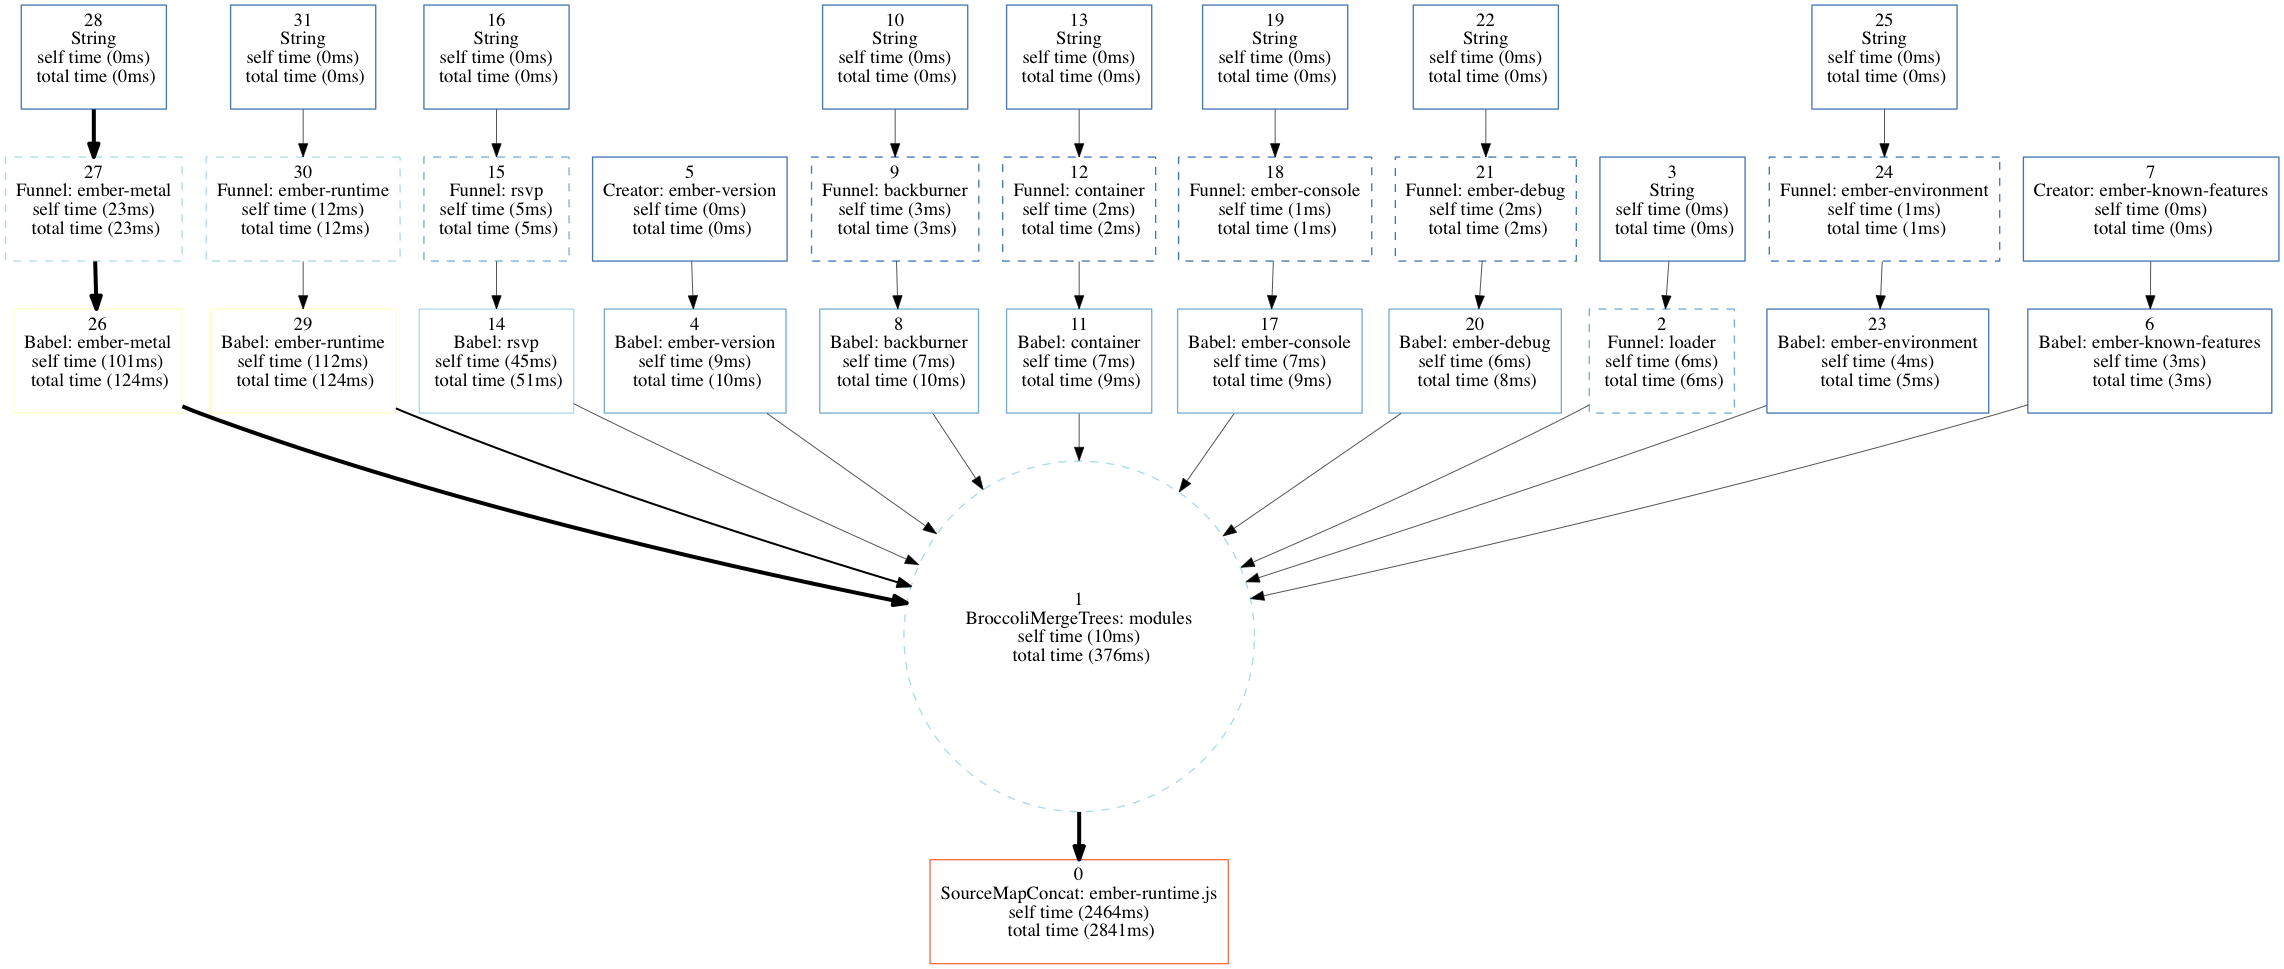 28
String
self time (0ms)
total time (0ms)
31
String
self time (0ms)
total time (0ms)
16
String
self time (0ms)
total time (0ms)
10
String
self time (0ms)
total time (0ms)
13
String
self time (0ms)
total time (0ms)
19
String
self time (0ms)
total time (0ms)
22
String
self time (0ms)
total time (0ms)
25
String
self time (0ms)
total time (0ms)
27
Funnel: ember-metal
self time (23ms)
total time (23ms)
30
Funnel: ember-runtime
self time (12ms)
total time (12ms)
15
Funnel: rsvp
self time (5ms)
total time (5ms)
5
Creator: ember-version
self time (0ms)
total time (0ms)
9
Funnel: backburner
self time (3ms)
total time (3ms)
12
Funnel: container
self time (2ms)
total time (2ms)
18
Funnel: ember-console
self time (1ms)
total time (1ms)
21
Funnel: ember-debug
self time (2ms)
total time (2ms)
3
String
self time (0ms)
total time (0ms)
24
Funnel: ember-environment
self time (1ms)
total time (1ms)
7
Creator: ember-known-features
self time (0ms)
total time (0ms)
26
Babel: ember-metal
self time (101ms)
total time (124ms)
29
Babel: ember-runtime
self time (112ms)
total time (124ms)
14
Babel: rsvp
self time (45ms)
total time (51ms)
4
Babel: ember-version
self time (9ms)
total time (10ms)
8
Babel: backburner
self time (7ms)
total time (10ms)
11
Babel: container
self time (7ms)
total time (9ms)
17
Babel: ember-console
self time (7ms)
total time (9ms)
20
Babel: ember-debug
self time (6ms)
total time (8ms)
2
Funnel: loader
self time (6ms)
total time (6ms)
23
Babel: ember-environment
self time (4ms)
total time (5ms)
6
Babel: ember-known-features
self time (3ms)
total time (3ms)
1
BroccoliMergeTrees: modules
self time (10ms)
total time (376ms)
0
SourceMapConcat: ember-runtime.js
self time (2464ms)
total time (2841ms)